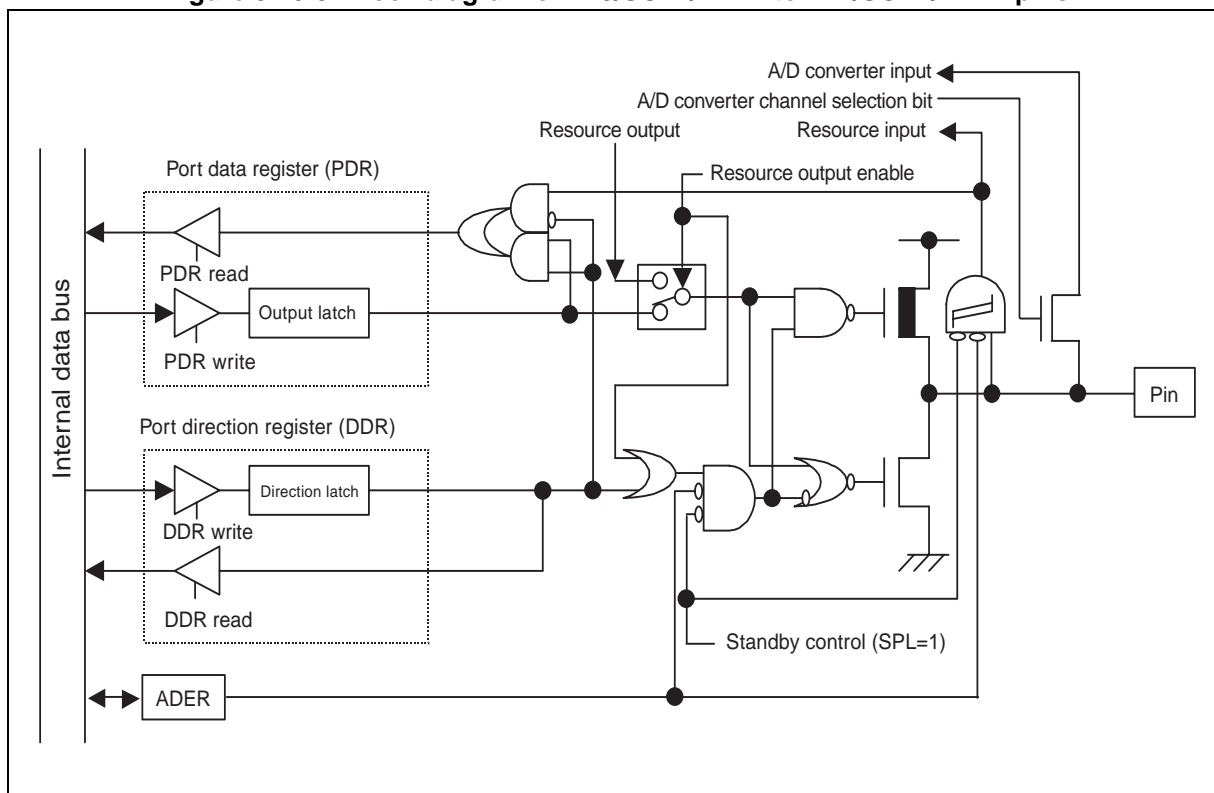 A/D converter input
A/D converter channel selection bit
Resource output
Resource input
Port data register (PDR)
Resource output enable
PDR read
Output latch
PDR write
Pin
Internal data bus
Port direction register (DDR)
Direction latch
DDR write
DDR read
Standby control (SPL=1)
ADER